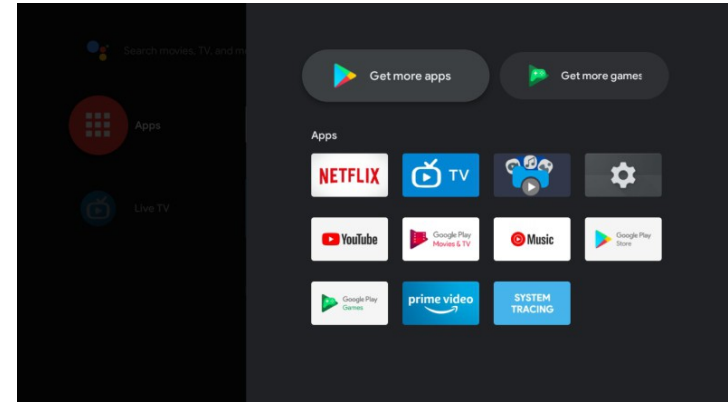 Search movies, TV, and m
Get more apps
Get more games
Apps
Apps
NETFLIX
TV
Live TV
YouTube
Google Play
Movies & TV
Music
Google Play
Store
Google Play
Games
prime video
SYSTEM
TRACING